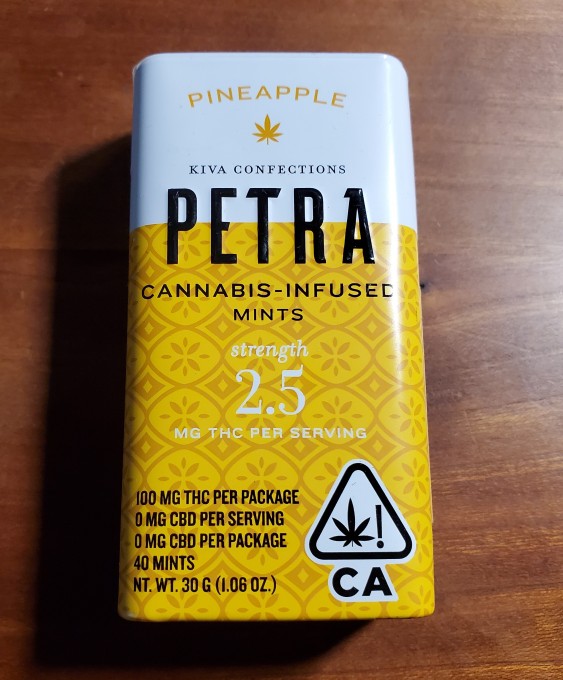 PINEAPPLE
KIVA CONFECTIONS
PETRA
CANNABIS-INFUSED
MINTS
strength
2.5
MG THC PER SERVING
100 MG THC PER PACKAGE
0 MG CBD PER SERVING
0 MG CBD PER PACKAGE
40 MINTS
NT. WT. 30 G (1.06 OZ.)
!
CA